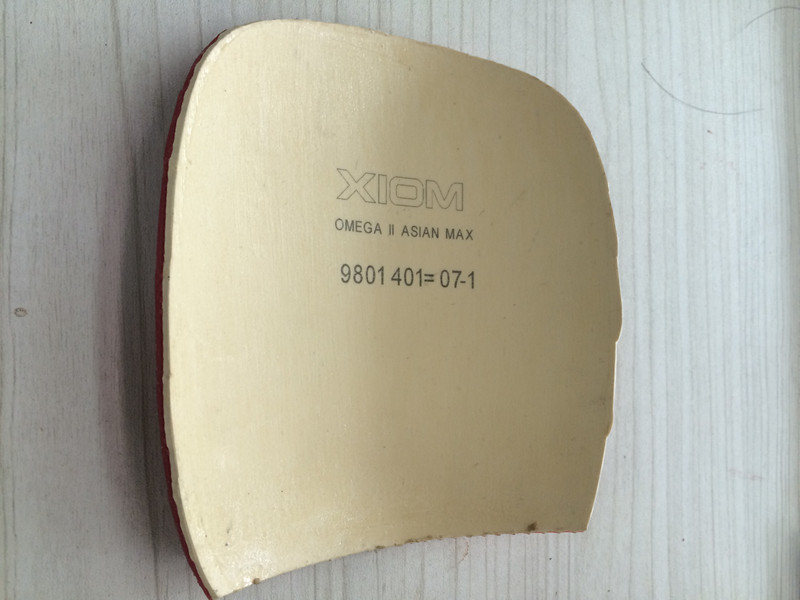 XIOM
OMEGA II ASIAN MAX
9801 401= 07-1